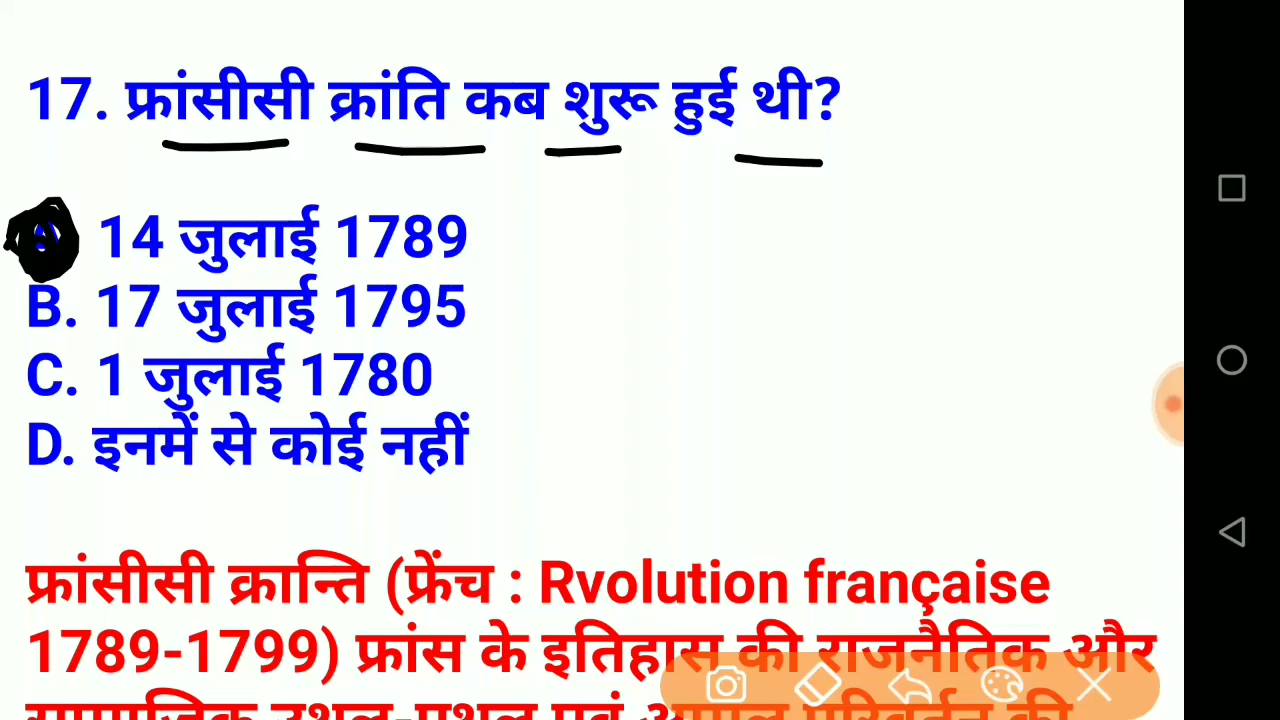 17. फ्रांसीसी क्रांति कब शुरू हुई थी?
14 जुलाई 1789
B. 17 जुलाई 1795
C. 1 जुलाई 1780
D. इनमें से कोई नहीं
फ्रांसीसी क्रान्ति (फ्रेंच : Rvolution française
1789-1799) फ्रांस के इतिहास की राजनैतिक और